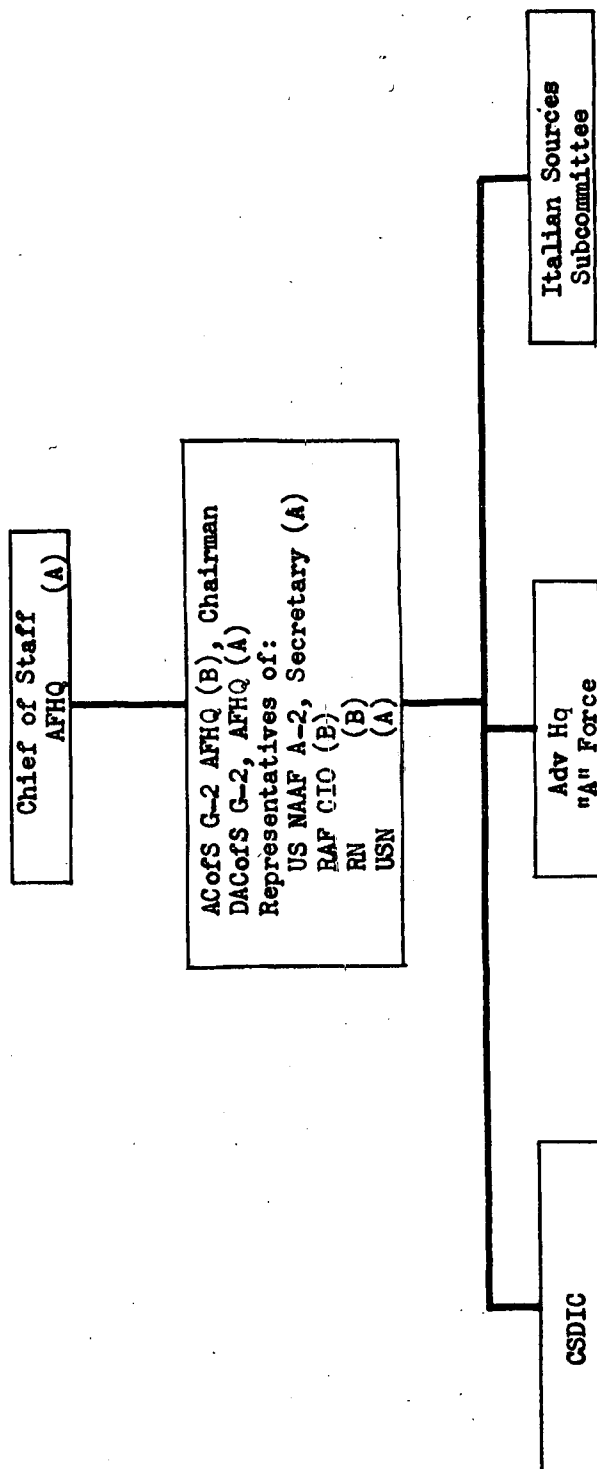 Chief of Staff
AFHQ (A)
ACofS G-2 AFHQ (B), Chairman
DACofS G-2, AFHQ (A)
Representatives of:
US NAAF A-2, Secretary (A)
RAF CIO (B)
RN (B)
USN (A)
CSDIC
Adv Hq
"A" Force
Italian Sources
Subcommittee